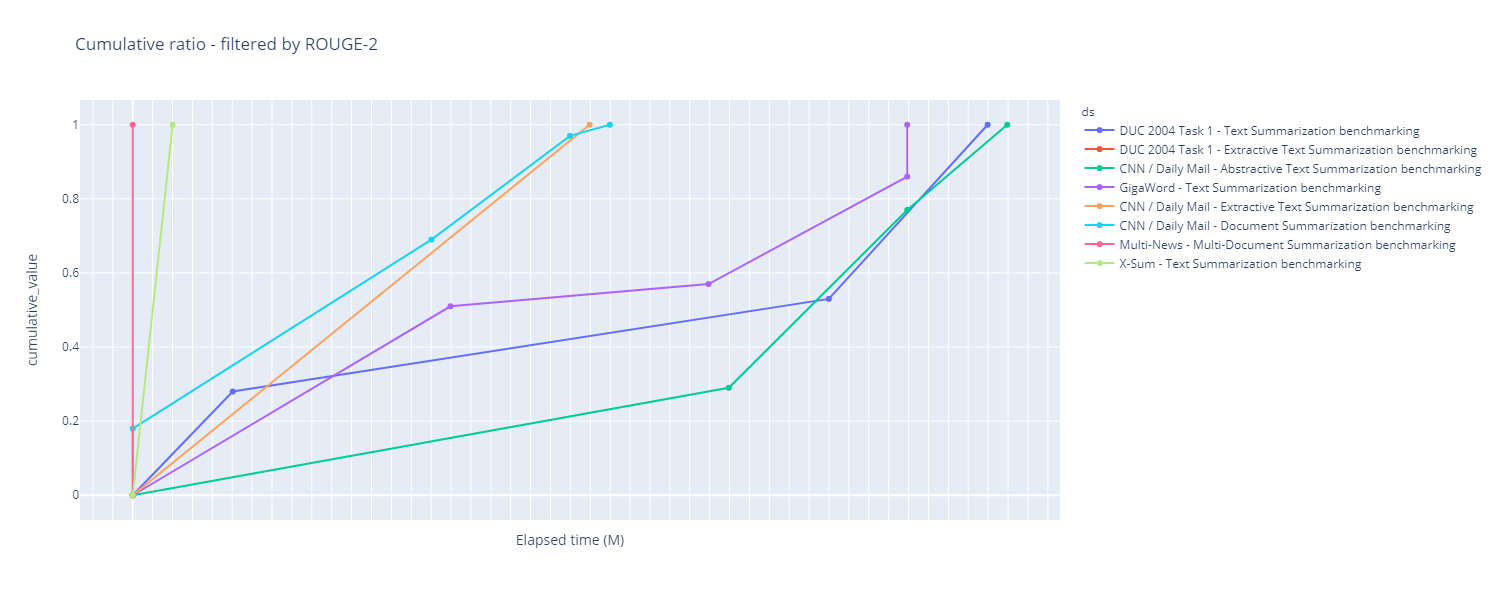 Cumulative ratio - filtered by ROUGE-2
1
0.8
0.6
0.4
0.2
0
cumulative_value
Elapsed time (M)
ds
DUC 2004 Task 1 - Text Summarization benchmarking
DUC 2004 Task 1 - Extractive Text Summarization benchmarking
CNN / Daily Mail - Abstractive Text Summarization benchmarking
GigaWord - Text Summarization benchmarking
CNN / Daily Mail - Extractive Text Summarization benchmarking
CNN / Daily Mail - Document Summarization benchmarking
Multi-News - Multi-Document Summarization benchmarking
X-Sum - Text Summarization benchmarking